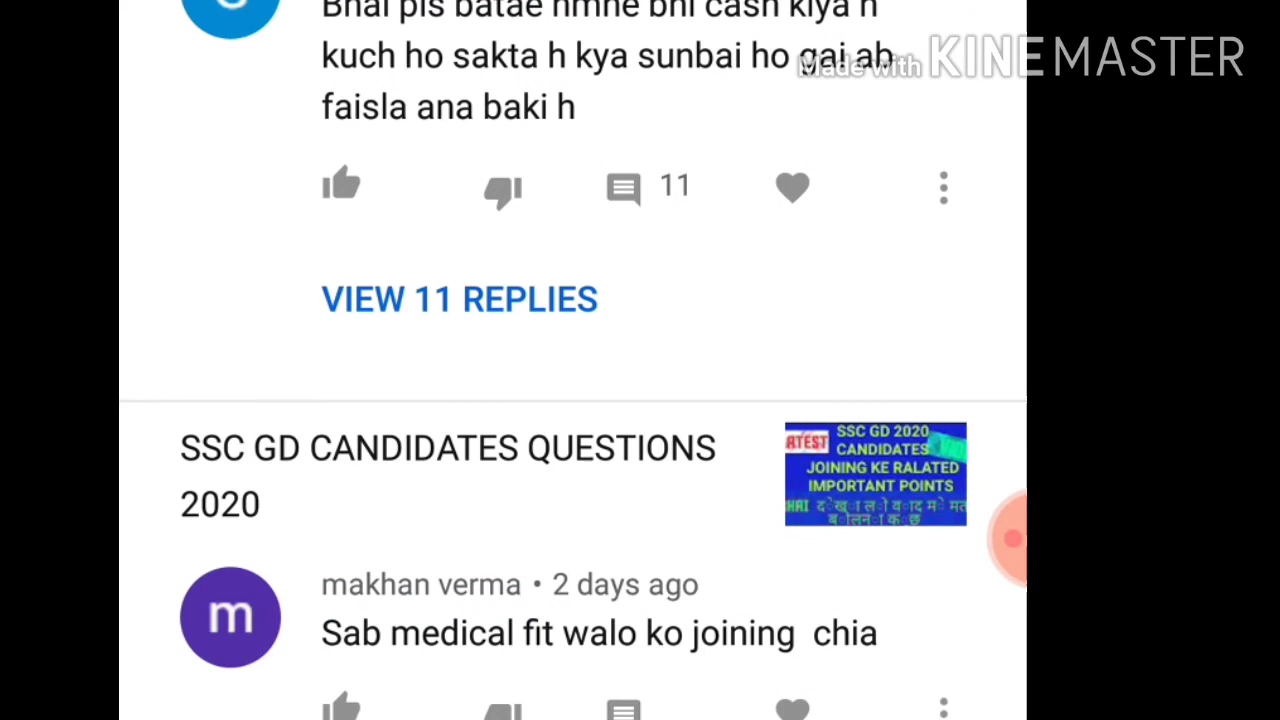 Bhai pls batae hmne bhi cash kiya h
kuch ho sakta h kya sunbai ho gai ab
Made with KINEMASTER
faisla ana baki h
11
VIEW 11 REPLIES
SSC GD CANDIDATES QUESTIONS
2020
SSC GD 2020
CANDIDATES
JOINING KE RALATED
IMPORTANT POINTS
m
makhan verma • 2 days ago
Sab medical fit walo ko joining chia